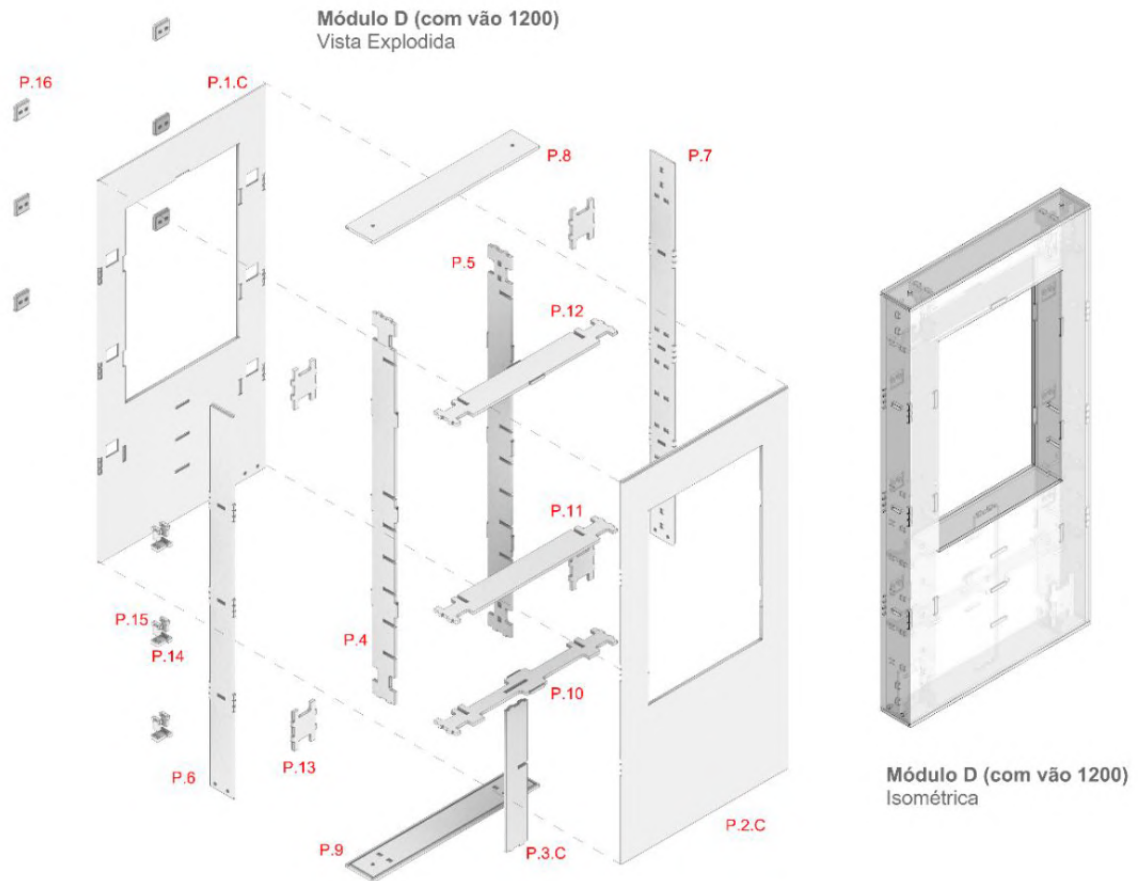 Módulo D (com vão 1200)
Vista Explodida
P.16
P.1.C
P.8
P.7
P.5
P.12
P.11
P.4
P.15
P.14
P.10
P.6
P.13
P.9
P.3.C
P.2.C
Módulo D (com vão 1200)
Isométrica